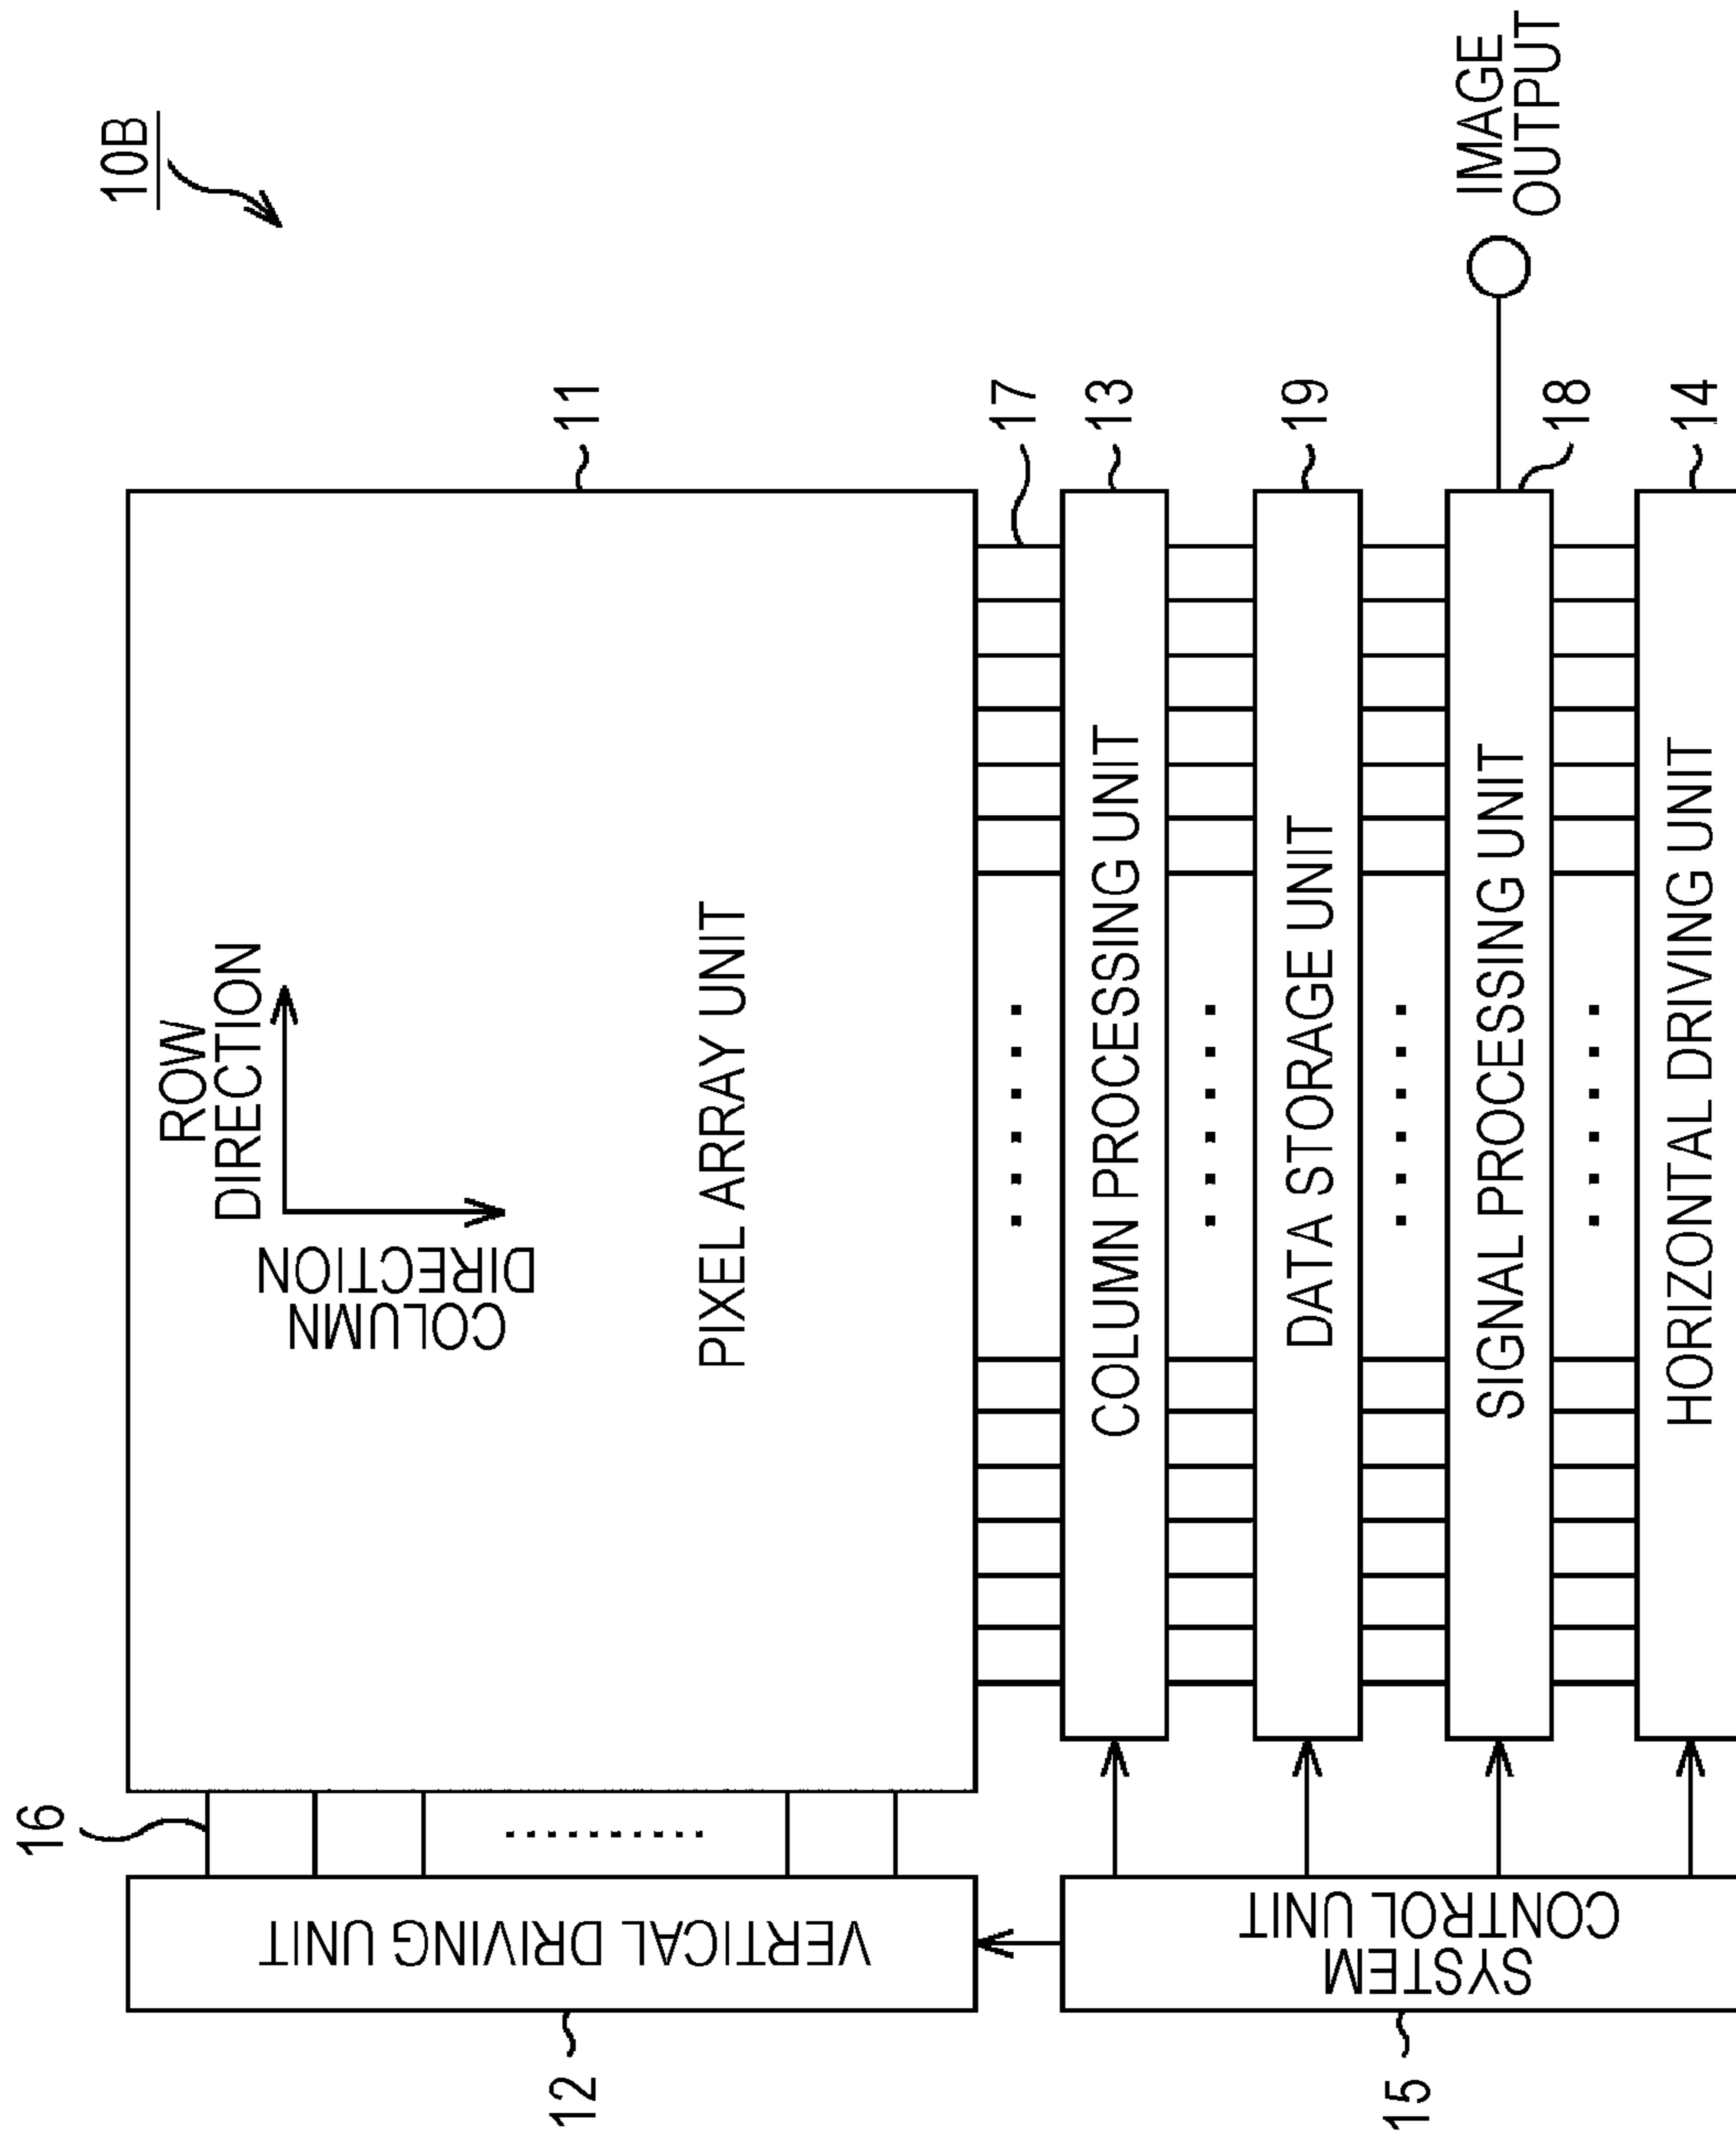 10B
ROW
DIRECTION
COLUMN
DIRECTION
PIXEL ARRAY UNIT
11
16
VERTICAL DRIVING UNIT
12
17
COLUMN PROCESSING UNIT
13
DATA STORAGE UNIT
19
SIGNAL PROCESSING UNIT
18
IMAGE
OUTPUT
HORIZONTAL DRIVING UNIT
14
SYSTEM
CONTROL UNIT
15